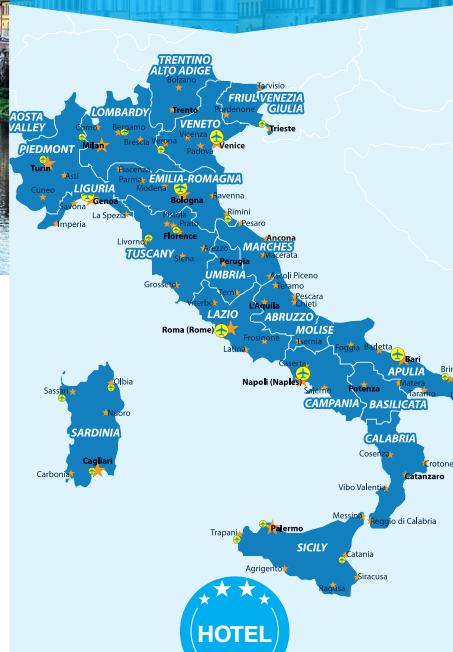 TRENTINO
ALTO ADIGE
Bolzano
Tarvisio
FRIULI VENEZIA
GIULIA
Pordenone
Trento
LOMBARDY
AOSTA
VALLEY
Como
Bergamo
VENETO
Vicenza
Trieste
PIEDMONT
Milan
Brescia
Verona
Padova
Venice
Turin
Asti
Piacenza
EMILIA-ROMAGNA
Parma
Modena
Cuneo
LIGURIA
Savona
Genoa
Bologna
Ravenna
Imperia
La Spezia
Pistoia
Prato
Rimini
Pesaro
Florence
Livorno
Arezzo
Ancona
MARCHES
Macerata
TUSCANY
Siena
Perugia
UMBRIA
Ascoli Piceno
Teramo
Grosseto
Terni
Viterbo
L'Aquila
Pescara
Chieti
LAZIO
ABRUZZO
Roma (Rome)
MOLISE
Frosinone
Isernia
Latina
Foggia
Barletta
Bari
Caserta
APULIA
Napoli (Naples)
Salerno
Potenza
Matera
Taranto
CAMPANIA
BASILICATA
Sassari
Olbia
Nuoro
SARDINIA
CALABRIA
Cosenza
Crotone
Cagliari
Carbonia
Catanzaro
Vibo Valentia
Messina
Reggio di Calabria
Trapani
Palermo
SICILY
Catania
Agrigento
Siracusa
Ragusa
HOTEL